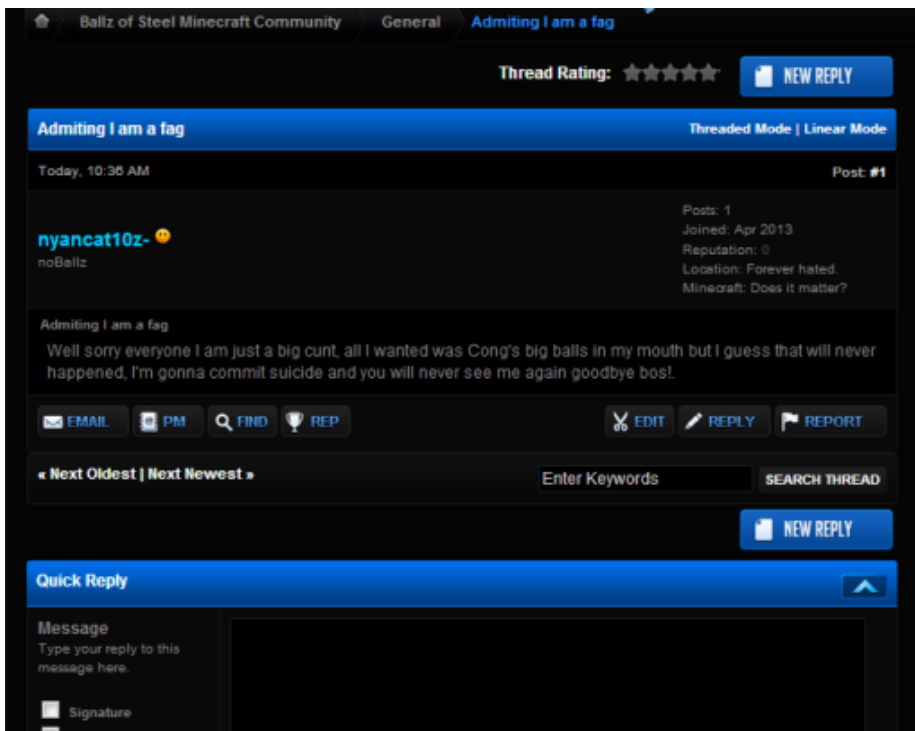 Ballz of Steel Minecraft Community General Admiting I am a fag
Thread Rating: NEW REPLY
Admiting I am a fag Threaded Mode | Linear Mode
Today, 10:36 AM Post: #1
Posts: 1
Joined: Apr 2013
nyancat10z-
Reputation: 0
noBallz
Location: Forever hated.
Minecraft: Does it matter?
Admiting I am a fag
Well sorry everyone I am just a big cunt, all I wanted was Cong's big balls in my mouth but I guess that will never
happened, I'm gonna commit suicide and you will never see me again goodbye bos!.
EMAIL PM FIND REP EDIT REPLY REPORT
« Next Oldest | Next Newest » Enter Keywords SEARCH THREAD
NEW REPLY
Quick Reply
Message
Type your reply to this
message here.
Signature